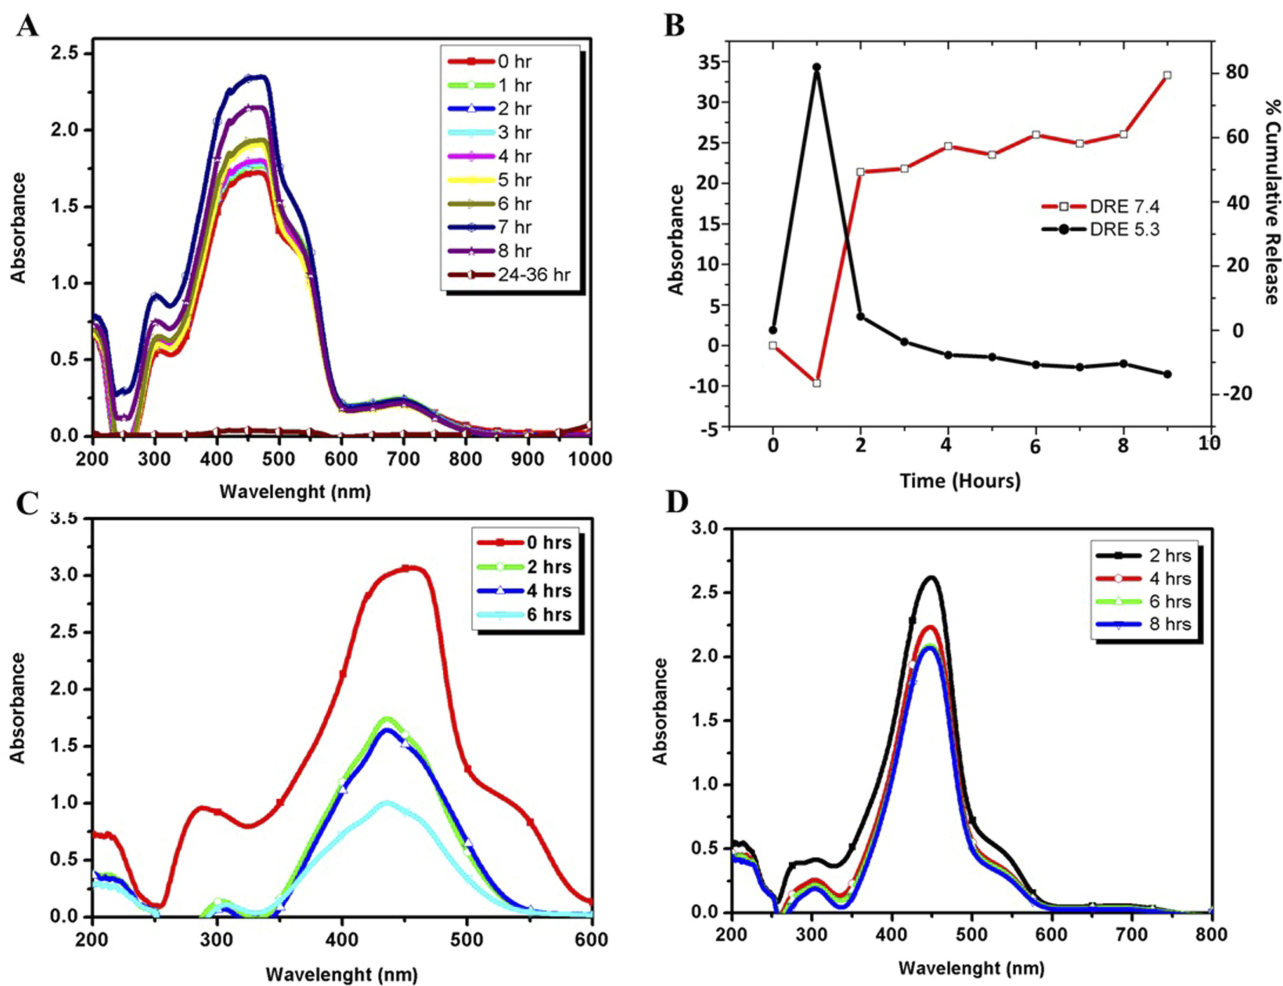 A
2.5
2.0
1.5
1.0
0.5
0.0
Absorbance
200 300 400 500 600 700 800 900 1000
Wavelenght (nm)
0 hr
1 hr
2 hr
3 hr
4 hr
5 hr
6 hr
7 hr
8 hr
24-36 hr
B
35
30
25
20
15
10
5
0
-10
-5
Absorbance
80
60
40
20
0
-20
% Cumulative Release
0 2 4 6 8 10
Time (Hours)
DRE 7.4
DRE 5.3
C
3.5
3.0
2.5
2.0
1.5
1.0
0.5
0.0
Absorbance
200 300 400 500 600
Wavelenght (nm)
0 hrs
2 hrs
4 hrs
6 hrs
D
3.0
2.5
2.0
1.5
1.0
0.5
0.0
Absorbance
200 300 400 500 600 700 800
Wavelenght (nm)
2 hrs
4 hrs
6 hrs
8 hrs